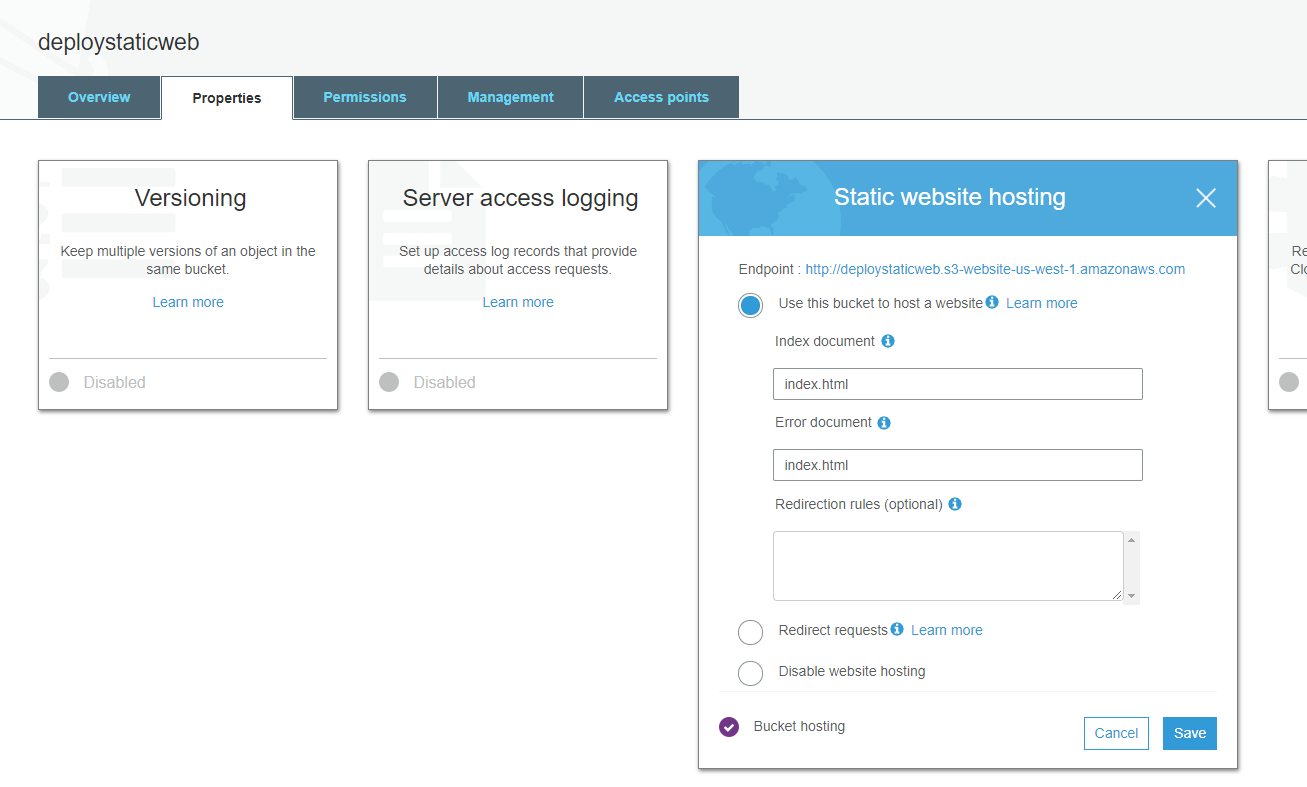 deploystaticweb
Overview
Properties
Permissions
Management
Access points
Versioning
Keep multiple versions of an object in the
same bucket.
Learn more
Disabled
Server access logging
Set up access log records that provide
details about access requests.
Learn more
Disabled
Static website hosting
Endpoint : http://deploystaticweb.s3-website-us-west-1.amazonaws.com
Use this bucket to host a website Learn more
Index document
index.html
Error document
index.html
Redirection rules (optional)
Redirect requests Learn more
Disable website hosting
Bucket hosting
Cancel
Save
Re
Clo